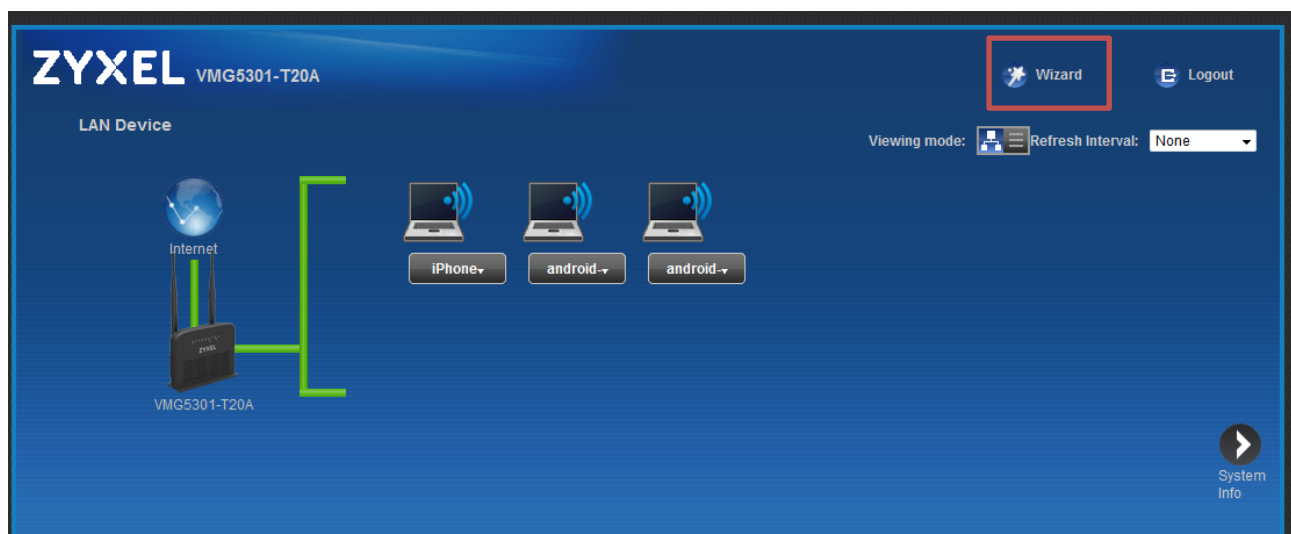 ZYXEL VMG5301-T20A
Wizard
Logout
LAN Device
Viewing mode:
Refresh Interval:
None
Internet
iPhone
android-
android-
ZYXEL
VMG5301-T20A
System
Info